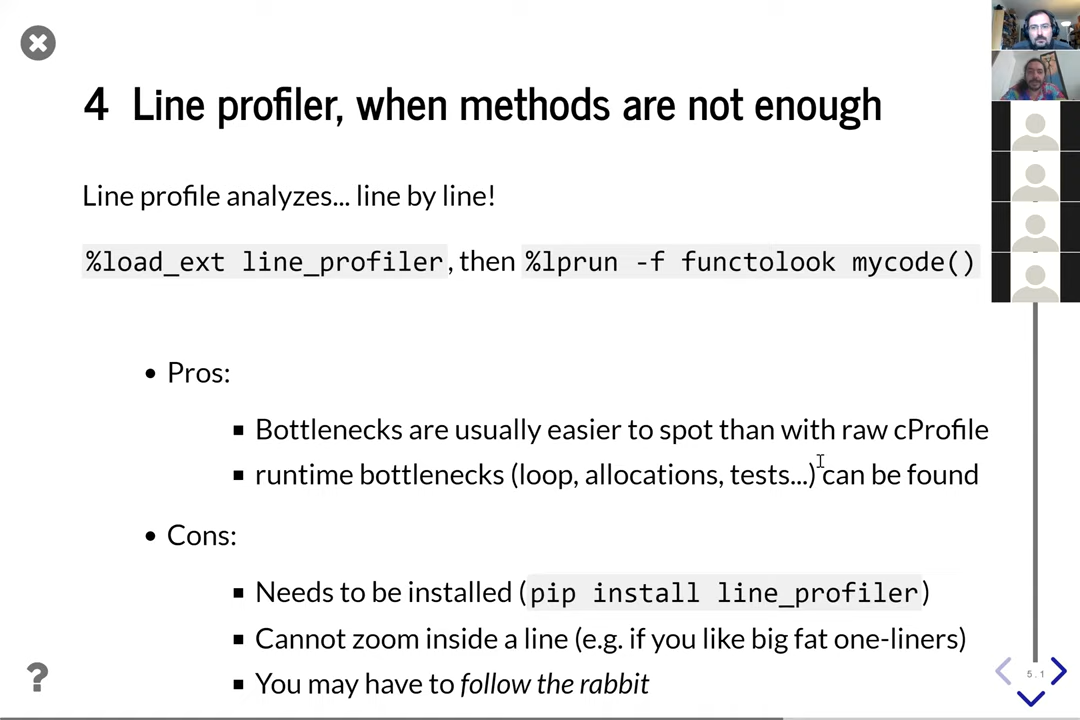 4 Line profiler, when methods are not enough
Line profile analyzes... line by line!
%load_ext line_profiler, then %lprun -f functolook mycode()
• Pros:
▪ Bottlenecks are usually easier to spot than with raw cProfile
▪ runtime bottlenecks (loop, allocations, tests...) can be found
• Cons:
▪ Needs to be installed (pip install line_profiler)
▪ Cannot zoom inside a line (e.g. if you like big fat one-liners)
▪ You may have to follow the rabbit
?
5.1